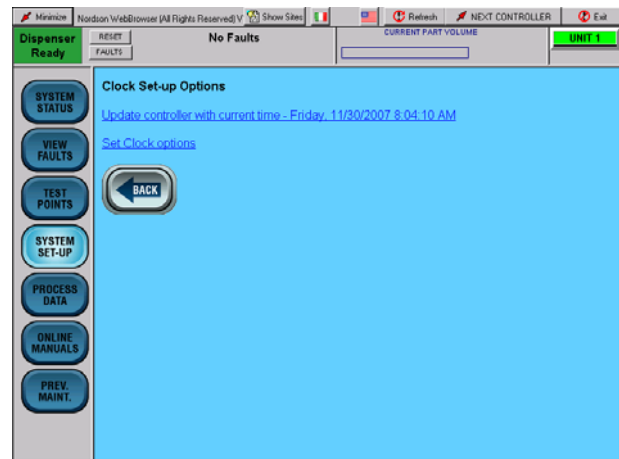 Minimize Nordson WebBrowser (All Rights Reserved) V Show Sites Refresh NEXT CONTROLLER Exit
Dispenser Ready
RESET
FAULTS
No Faults
CURRENT PART VOLUME
UNIT 1
SYSTEM STATUS
VIEW FAULTS
TEST POINTS
SYSTEM SET-UP
PROCESS DATA
ONLINE MANUALS
PREV. MAINT.
Clock Set-up Options
Update controller with current time - Friday, 11/30/2007 8:04:10 AM
Set Clock options
BACK